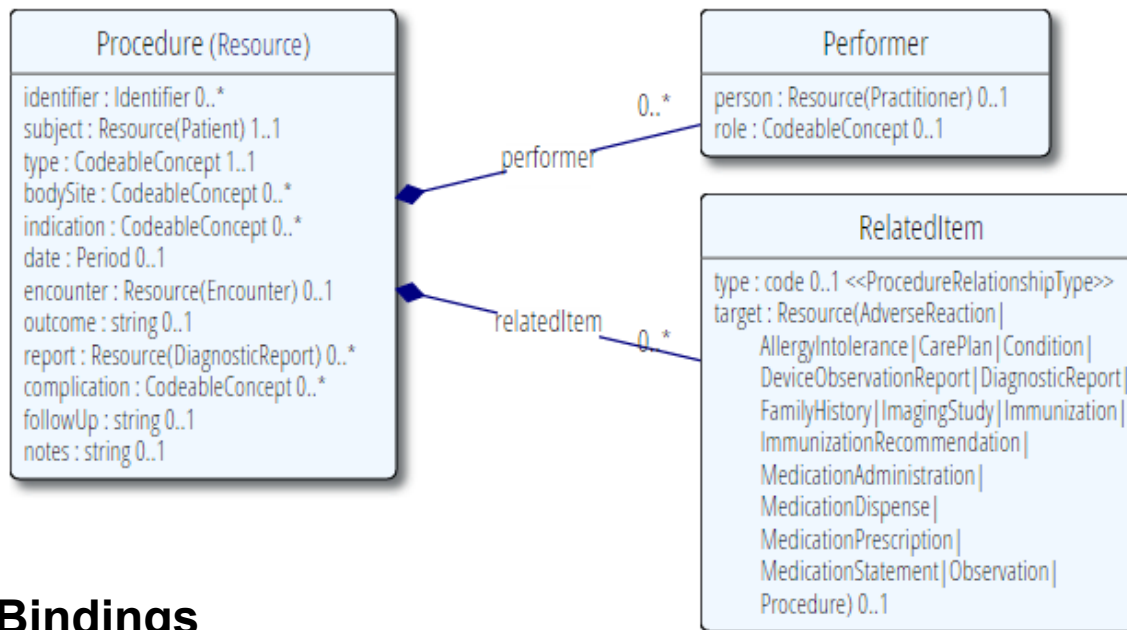 Procedure (Resource)
identifier : Identifier 0..*
subject : Resource(Patient) 1..1
type : CodeableConcept 1..1
bodySite : CodeableConcept 0..*
indication : CodeableConcept 0..*
date : Period 0..1
encounter : Resource(Encounter) 0..1
outcome : string 0..1
report : Resource(DiagnosticReport) 0..*
complication : CodeableConcept 0..*
followUp : string 0..1
notes : string 0..1
performer
0..*
Performer
person : Resource(Practitioner) 0..1
role : CodeableConcept 0..1
relatedItem
0..*
RelatedItem
type : code 0..1 <<ProcedureRelationshipType>>
target : Resource(AdverseReaction|
AllergyIntolerance|CarePlan|Condition|
DeviceObservationReport|DiagnosticReport|
FamilyHistory|ImagingStudy|Immunization|
ImmunizationRecommendation|
MedicationAdministration|
MedicationDispense|
MedicationPrescription|
MedicationStatement|Observation|
Procedure) 0..1
Bindings